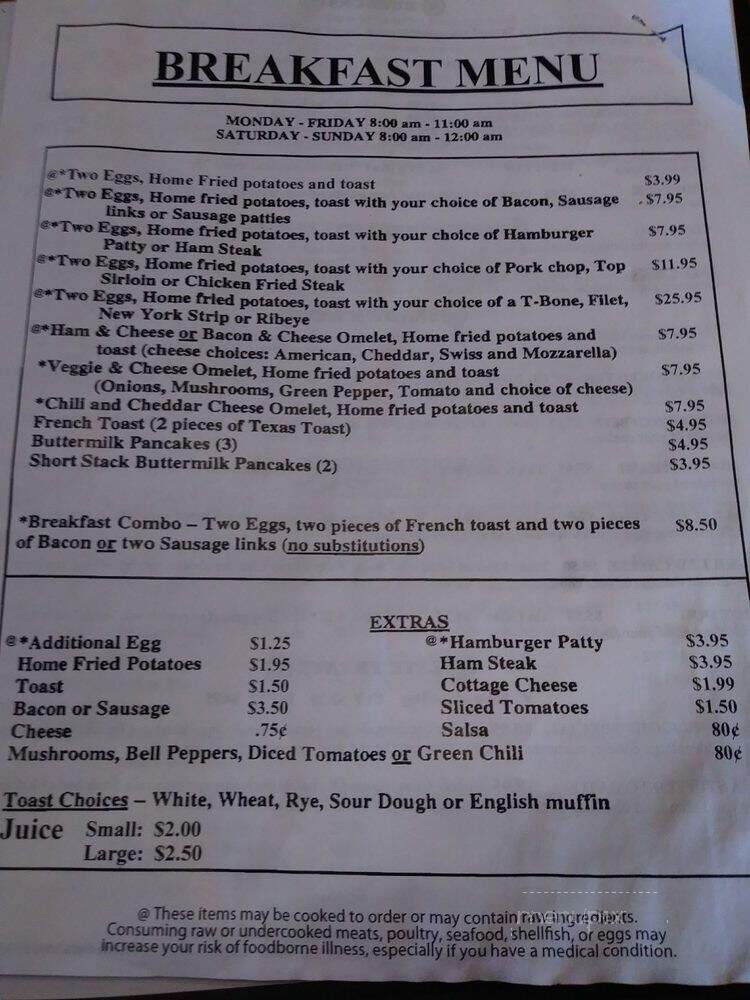 BREAKFAST MENU
MONDAY - FRIDAY 8:00 am - 11:00 am
SATURDAY - SUNDAY 8:00 am - 12:00 am
@*Two Eggs, Home Fried potatoes and toast $3.99
@*Two Eggs, Home Fried potatoes, toast with your choice of Bacon, Sausage $7.95
links or Sausage patties
@*Two Eggs, Home fried potatoes, toast with your choice of Hamburger $7.95
Patty or Ham Steak
@*Two Eggs, Home fried potatoes, toast with your choice of Pork chop, Top $11.95
Sirloin or Chicken Fried Steak
@*Two Eggs, Home fried potatoes, toast with your choice of a T-Bone, Filet, $25.95
New York Strip or Ribeye
@*Ham & Cheese or Bacon & Cheese Omelet, Home fried potatoes and $7.95
toast (cheese choices: American, Cheddar, Swiss and Mozzarella)
*Veggie & Cheese Omelet, Home fried potatoes and toast $7.95
(Onions, Mushrooms, Green Pepper, Tomato and choice of cheese)
*Chili and Cheddar Cheese Omelet, Home fried potatoes and toast $7.95
French Toast (2 pieces of Texas Toast) $4.95
Buttermilk Pancakes (3) $4.95
Short Stack Buttermilk Pancakes (2) $3.95
*Breakfast Combo – Two Eggs, two pieces of French toast and two pieces $8.50
of Bacon or two Sausage links (no substitutions)
EXTRAS
@*Additional Egg $1.25 @*Hamburger Patty $3.95
Home Fried Potatoes $1.95 Ham Steak $3.95
Toast $1.50 Cottage Cheese $1.99
Bacon or Sausage $3.50 Sliced Tomatoes $1.50
Cheese .75¢ Salsa 80¢
Mushrooms, Bell Peppers, Diced Tomatoes or Green Chili 80¢
Toast Choices – White, Wheat, Rye, Sour Dough or English muffin
Juice Small: $2.00
Large: $2.50
@ These items may be cooked to order or may contain raw ingredients.
Consuming raw or undercooked meats, poultry, seafood, shellfish, or eggs may
increase your risk of foodborne illness, especially if you have a medical condition.